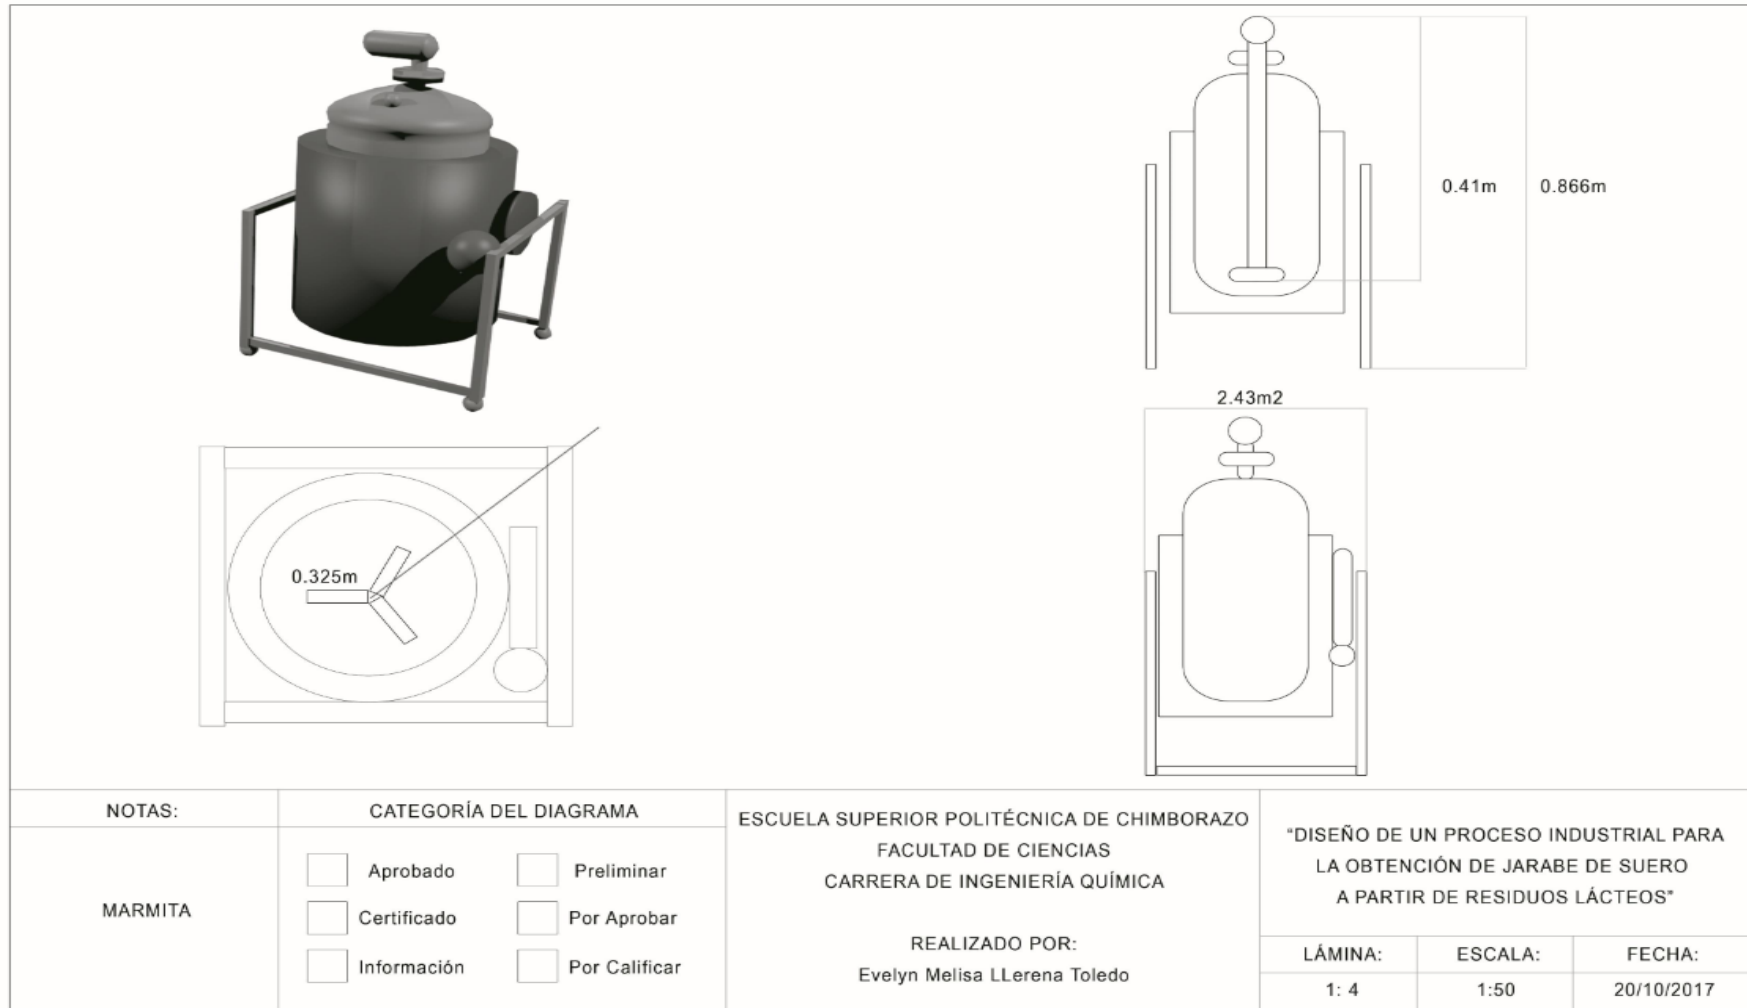 0.41m
0.866m
2.43m2
0.325m
NOTAS:
MARMITA
CATEGORÍA DEL DIAGRAMA
Aprobado
Preliminar
Certificado
Por Aprobar
Información
Por Calificar
ESCUELA SUPERIOR POLITÉCNICA DE CHIMBORAZO
FACULTAD DE CIENCIAS
CARRERA DE INGENIERÍA QUÍMICA
REALIZADO POR:
Evelyn Melisa LLerena Toledo
"DISEÑO DE UN PROCESO INDUSTRIAL PARA
LA OBTENCIÓN DE JARABE DE SUERO
A PARTIR DE RESIDUOS LÁCTEOS"
LÁMINA:
ESCALA:
FECHA:
1: 4
1:50
20/10/2017